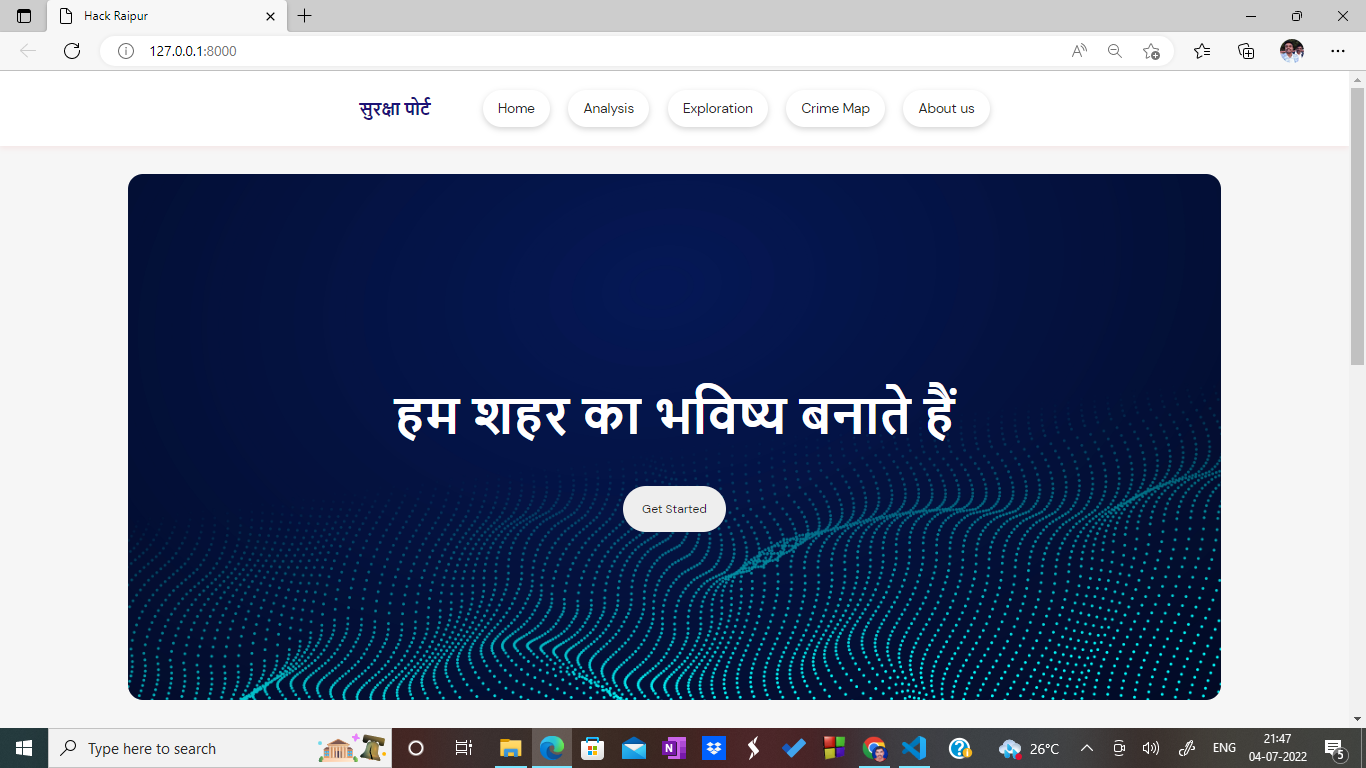 Hack Raipur
127.0.0.1:8000
सुरक्षा पोर्ट
Home
Analysis
Exploration
Crime Map
About us
हम शहर का भविष्य बनाते हैं
Get Started
Type here to search
26°C
ENG
21:47
04-07-2022
5